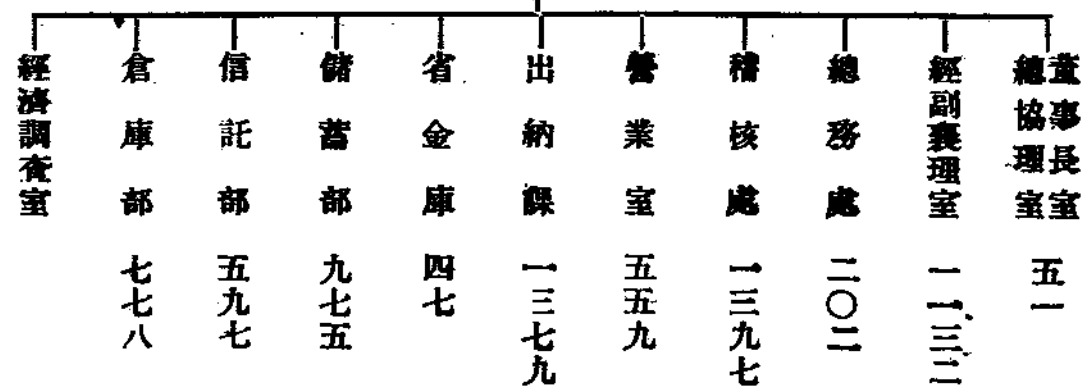 董事長室
總協理室 五一
經副襄理室 一一三二
總務處 二〇二
稽核處 一三九七
營業室 五五九
出納課 一三七九
省金庫 四七
儲蓄部 九七五
信託部 五九七
倉庫部 七七八
經濟調查室